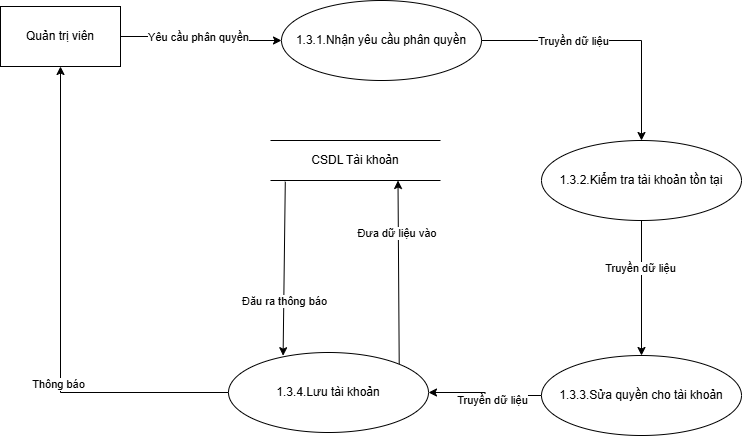 Quản trị viên
Yêu cầu phân quyền
1.3.1.Nhận yêu cầu phân quyền
Truyền dữ liệu
CSDL Tài khoản
1.3.2.Kiểm tra tài khoản tồn tại
Đưa dữ liệu vào
Truyền dữ liệu
Đău ra thông báo
Thông báo
1.3.4.Lưu tài khoản
Truyền dữ liệu
1.3.3.Sửa quyền cho tài khoản